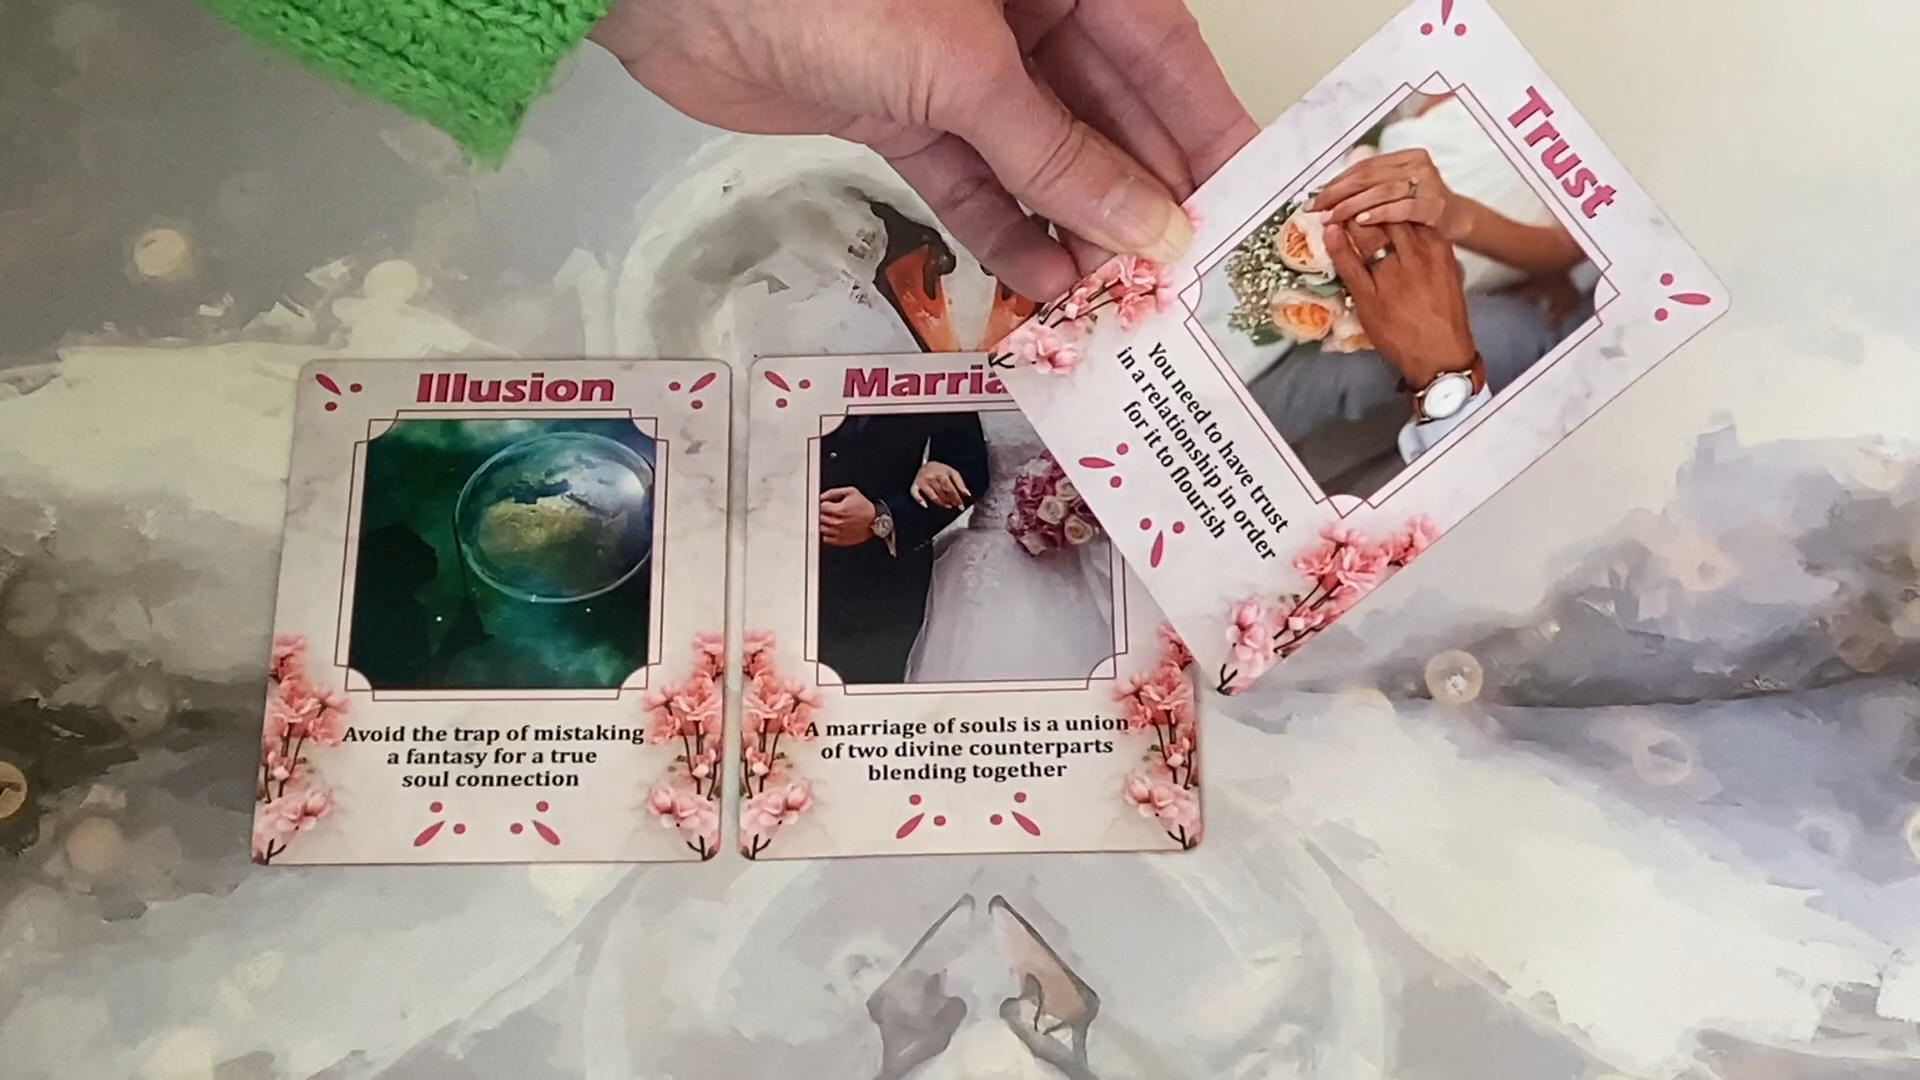 Illusion
Avoid the trap of mistaking
a fantasy for a true
soul connection
Marria
A marriage of souls is a union
of two divine counterparts
blending together
Trust
You need to have trust
in a relationship in order
for it to flourish